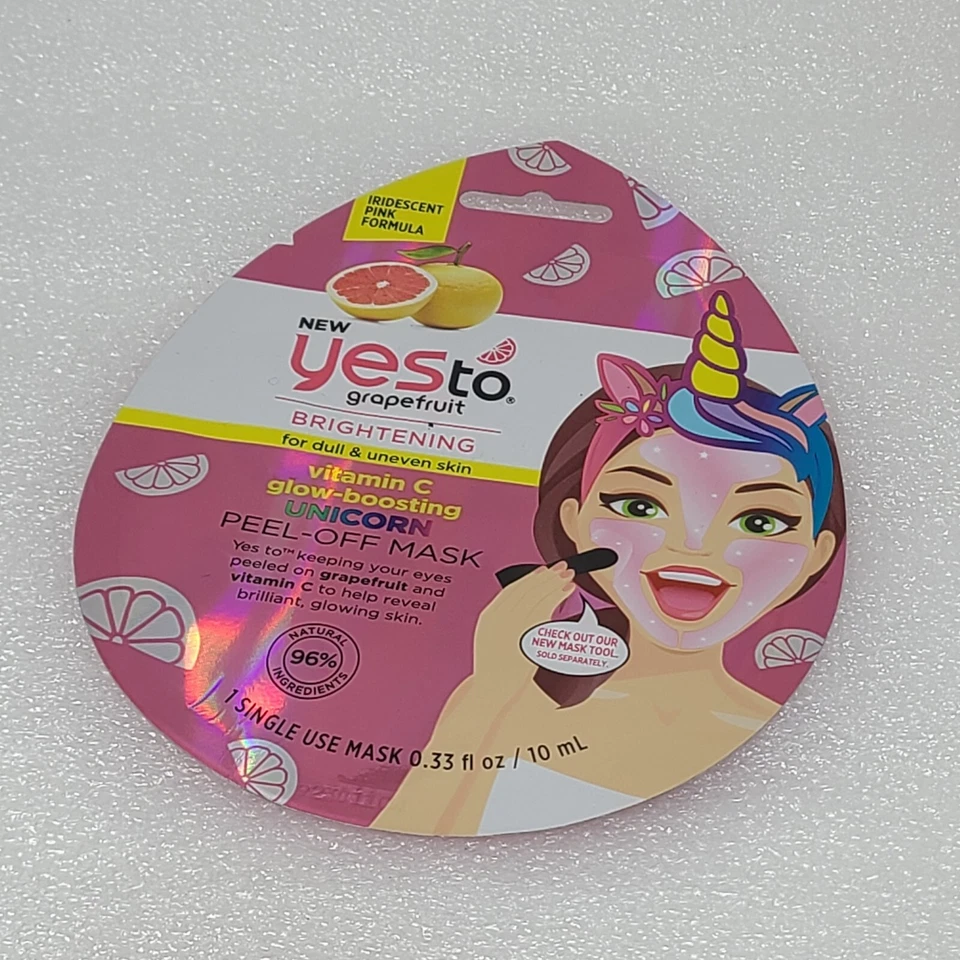 IRIDESCENT
PINK
FORMULA
NEW
yes to®
grapefruit
BRIGHTENING
for dull & uneven skin
vitamin C
glow-boosting
UNICORN
PEEL-OFF MASK
Yes to™ keeping your eyes
peeled on grapefruit and
vitamin C to help reveal
brilliant, glowing skin.
NATURAL
96%
INGREDIENTS
CHECK OUT OUR
NEW MASK TOOL.
SOLD SEPARATELY.
1 SINGLE USE MASK 0.33 fl oz / 10 mL